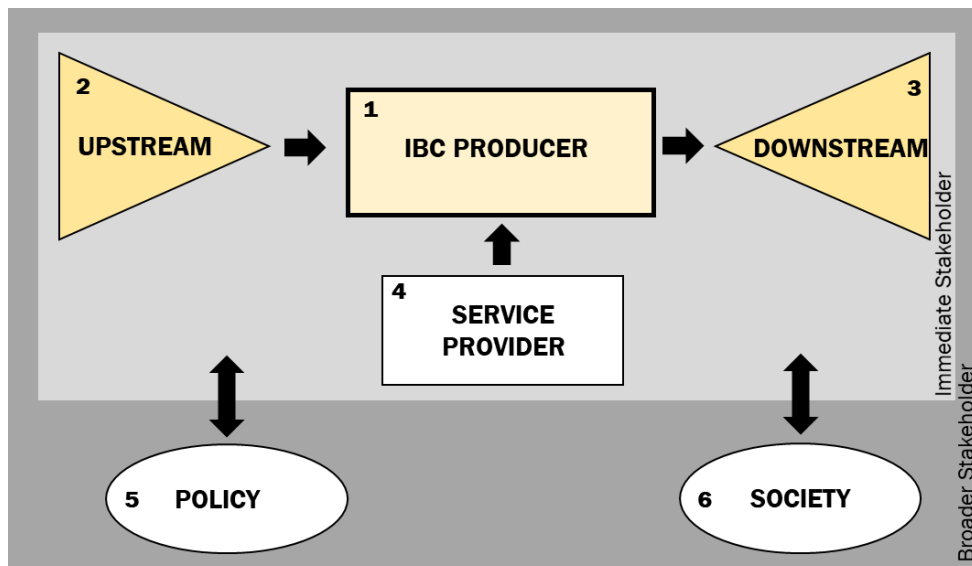 2
UPSTREAM
1
IBC PRODUCER
3
DOWNSTREAM
4
SERVICE
PROVIDER
Immediate Stakeholder
5
POLICY
6
SOCIETY
Broader Stakeholder